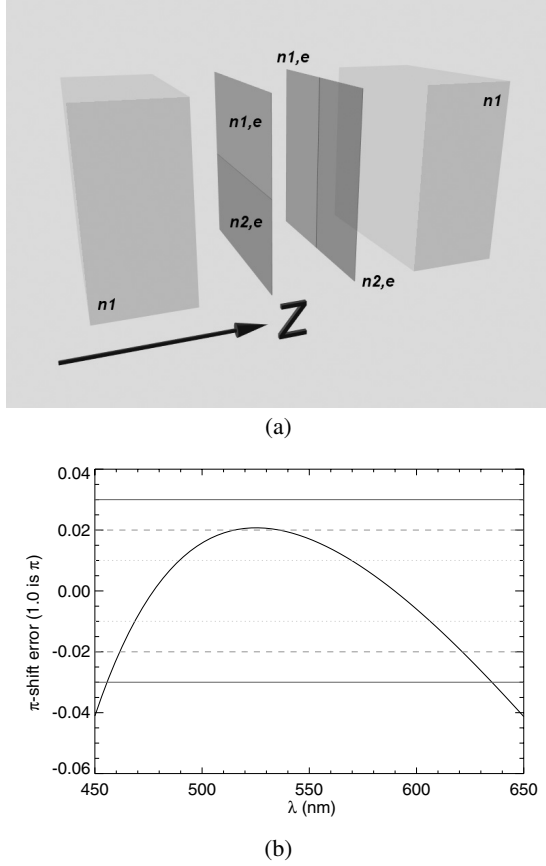 n1,e
n1
n1,e
n2,e
n2,e
n1
Z
(a)
0.04
0.02
0.00
-0.02
-0.04
-0.06
π-shift error (1.0 is π)
450
500
550
600
650
λ (nm)
(b)